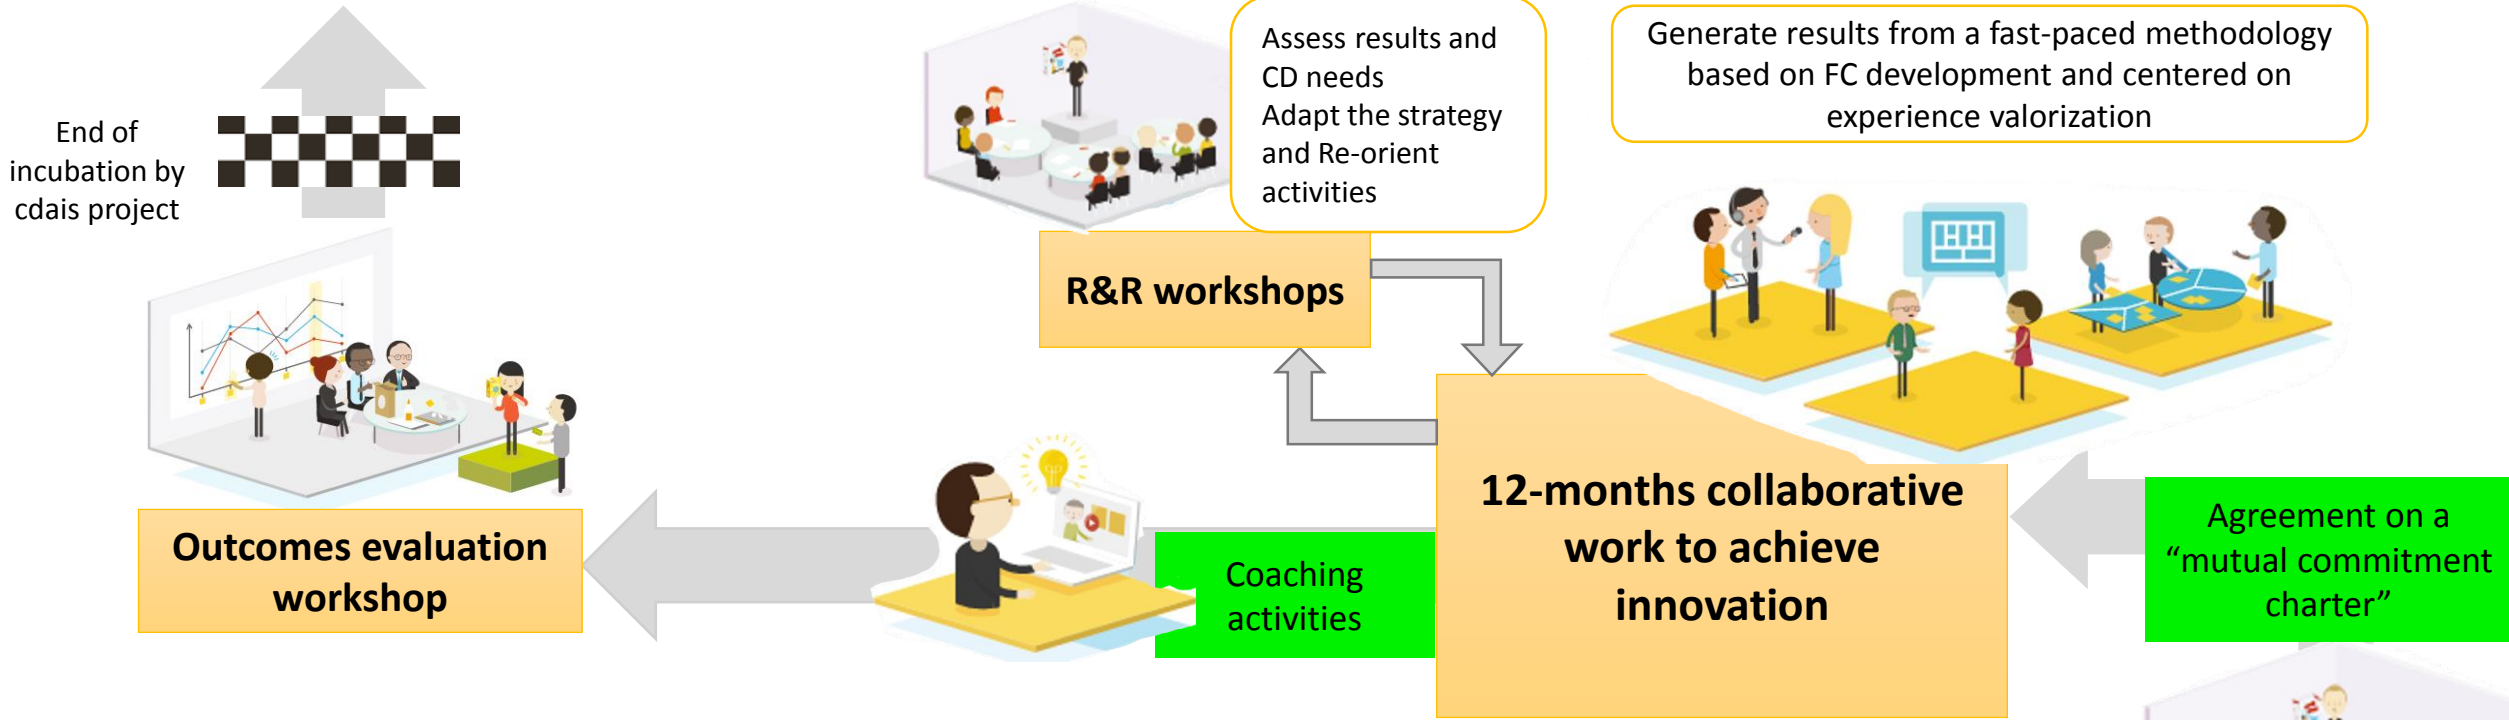 End of
incubation by
cdais project
Assess results and
CD needs
Adapt the strategy
and Re-orient
activities
Generate results from a fast-paced methodology
based on FC development and centered on
experience valorization
R&R workshops
12-months collaborative
work to achieve
innovation
Agreement on a
“mutual commitment
charter”
Coaching
activities
Outcomes evaluation
workshop